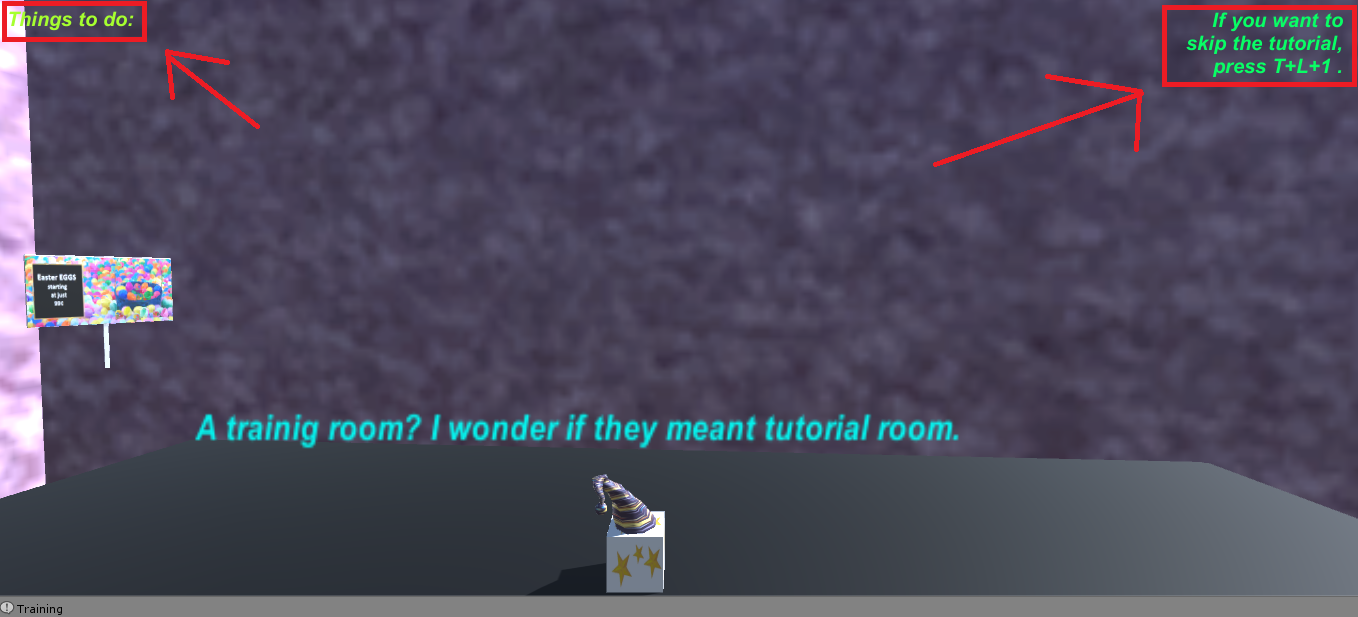 Things to do:
If you want to
skip the tutorial,
press T+L+1 .
Easter EGGS
starting
at just
99¢
A trainig room? I wonder if they meant tutorial room.
Training